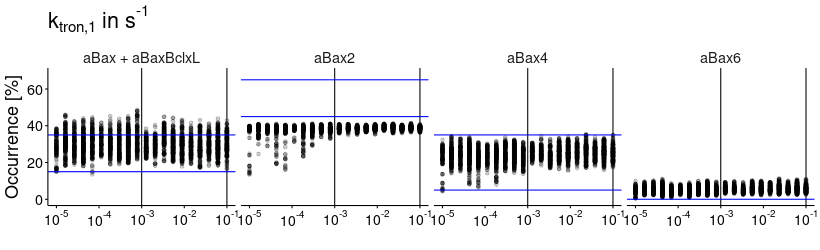 k_tron,1 in s^-1
aBax + aBaxBclxL aBax2 aBax4 aBax6
Occurrence [%]
60
40
20
0
10^-5 10^-4 10^-3 10^-2 10^-1 10^-5 10^-4 10^-3 10^-2 10^-1 10^-5 10^-4 10^-3 10^-2 10^-1 10^-5 10^-4 10^-3 10^-2 10^-1